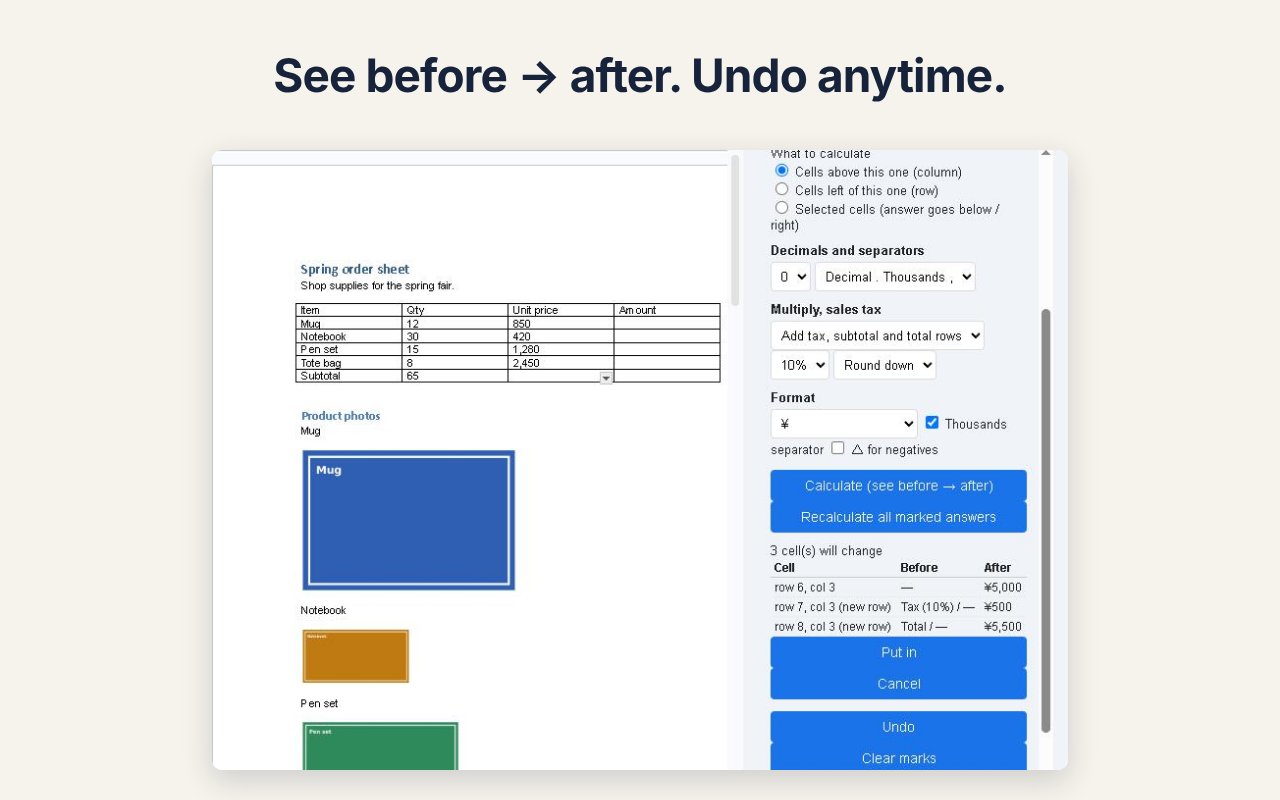 See before → after. Undo anytime.
What to calculate
Cells above this one (column)
Cells left of this one (row)
Selected cells (answer goes below /
right)
Decimals and separators
0 Decimal . Thousands ,
Multiply, sales tax
Add tax, subtotal and total rows
10% Round down
Format
¥ Thousands
separator △ for negatives
Calculate (see before → after)
Recalculate all marked answers
3 cell(s) will change
Cell Before After
row 6, col 3 — ¥5,000
row 7, col 3 (new row) Tax (10%) / — ¥500
row 8, col 3 (new row) Total / — ¥5,500
Put in
Cancel
Undo
Clear marks
Spring order sheet
Shop supplies for the spring fair.
Item Qty Unit price Amount
Mug 12 850
Notebook 30 420
Pen set 15 1,280
Tote bag 8 2,450
Subtotal 65
Product photos
Mug
Mug
Notebook
Notebook
Pen set
Pen set